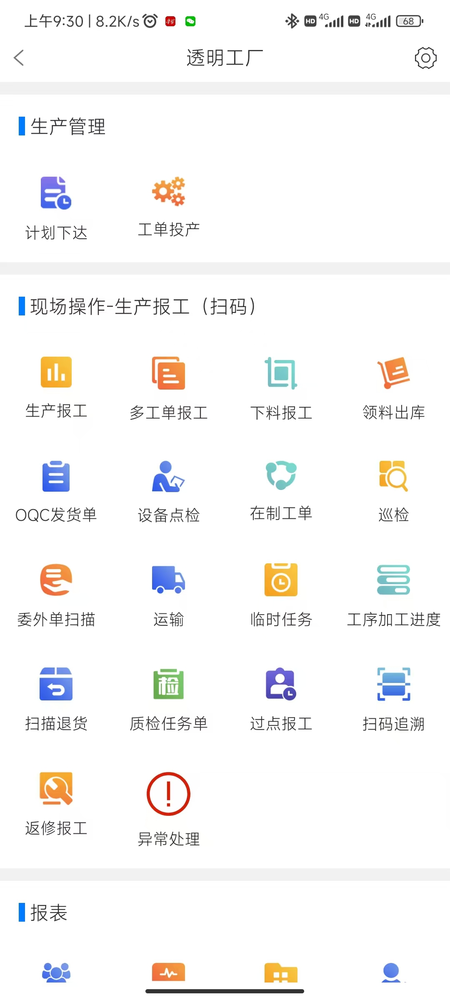 上午9:30 | 8.2K/s
HD 4G HD 4G 68
透明工厂
生产管理
计划下达 工单投产
现场操作-生产报工（扫码）
生产报工 多工单报工 下料报工 领料出库
OQC发货单 设备点检 在制工单 巡检
委外单扫描 运输 临时任务 工序加工进度
检
扫描退货 质检任务单 过点报工 扫码追溯
返修报工 异常处理
报表